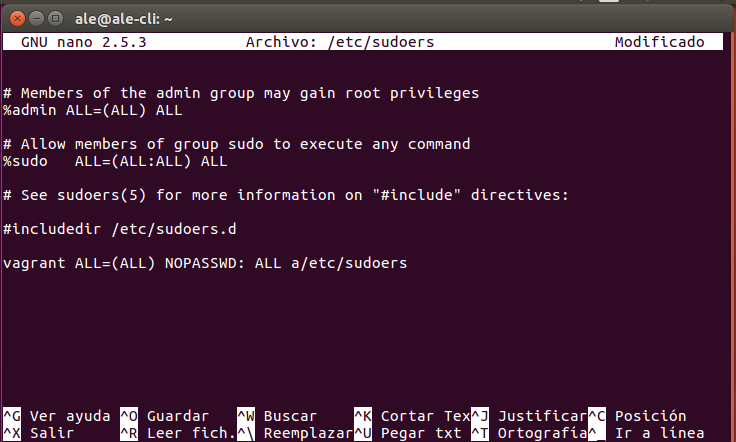 ale@ale-cli: ~
GNU nano 2.5.3 Archivo: /etc/sudoers Modificado
# Members of the admin group may gain root privileges
%admin ALL=(ALL) ALL
# Allow members of group sudo to execute any command
%sudo   ALL=(ALL:ALL) ALL
# See sudoers(5) for more information on "#include" directives:
#includedir /etc/sudoers.d
vagrant ALL=(ALL) NOPASSWD: ALL a/etc/sudoers
^G Ver ayuda ^O Guardar ^W Buscar ^K Cortar Tex^J Justificar^C Posición
^X Salir ^R Leer fich.^\ Reemplazar^U Pegar txt ^T Ortografía^_ Ir a línea